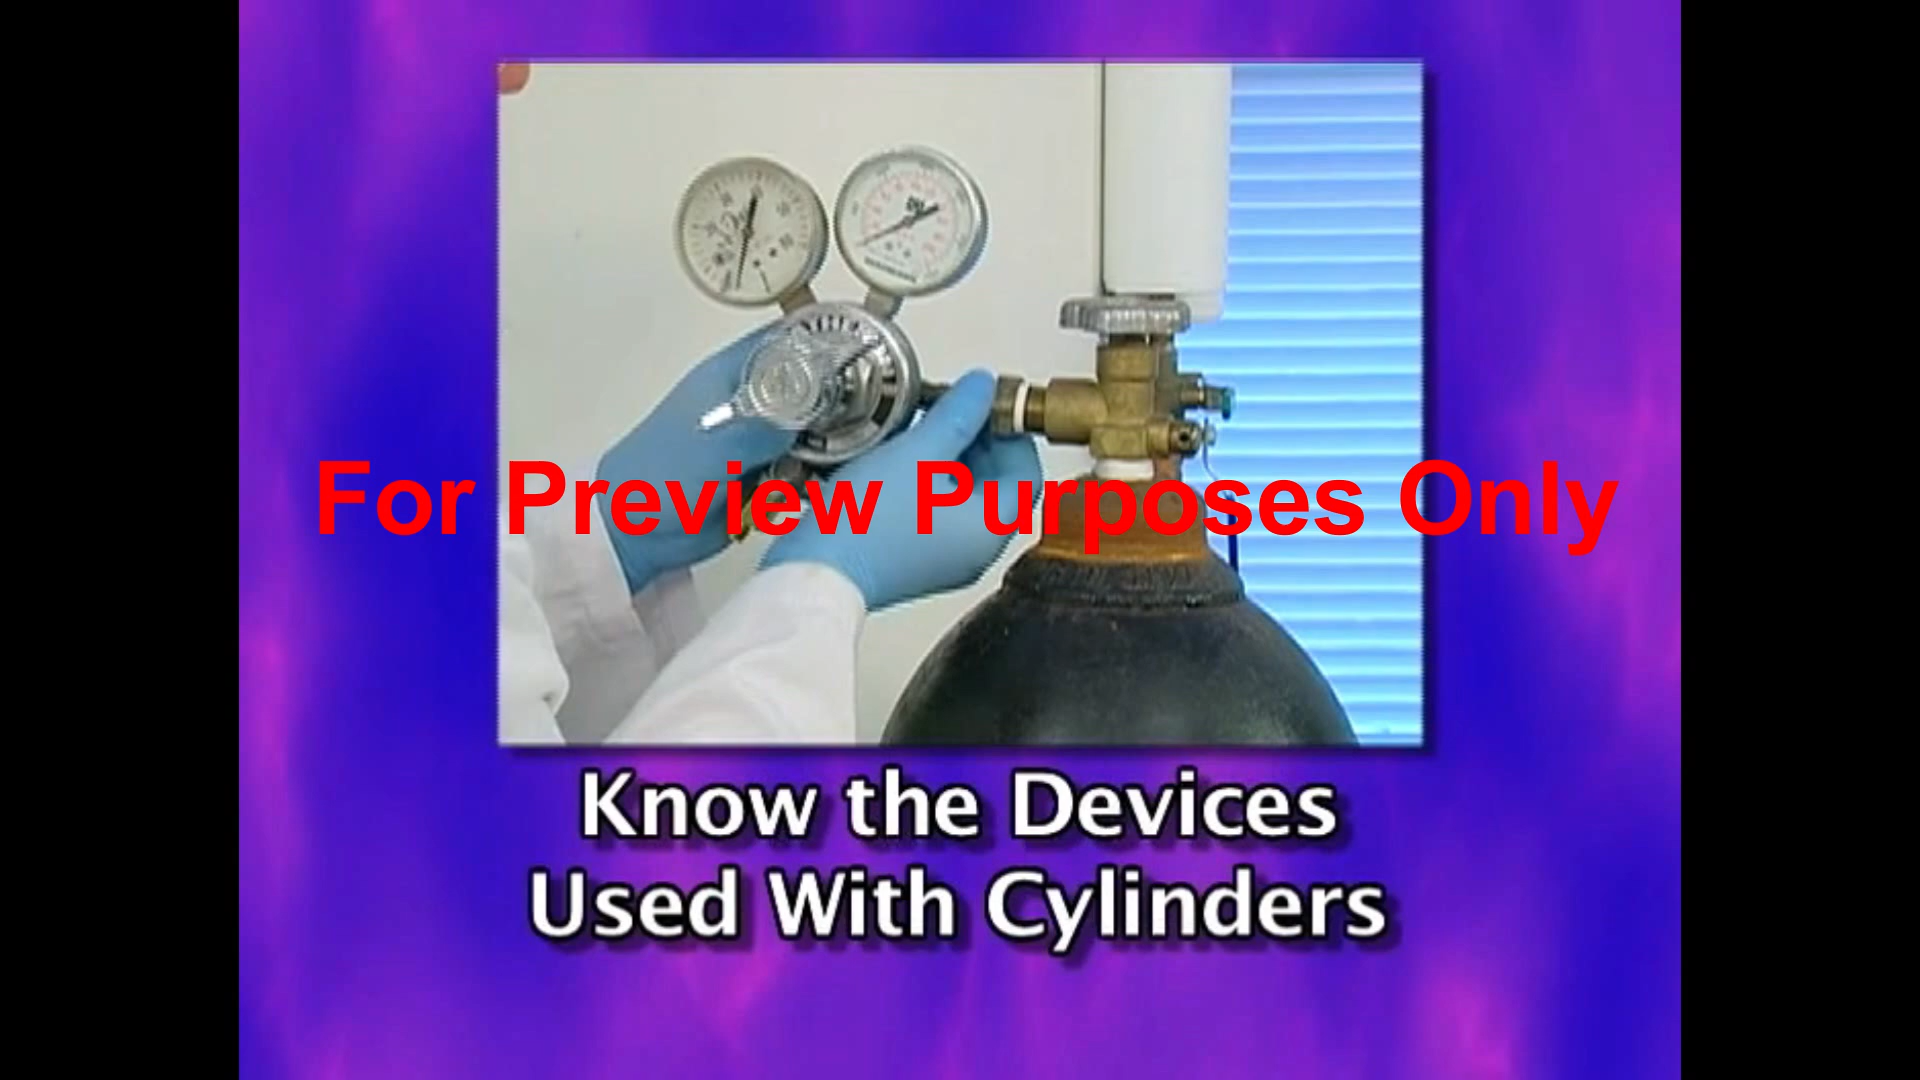 For Preview Purposes Only
Know the Devices
Used With Cylinders